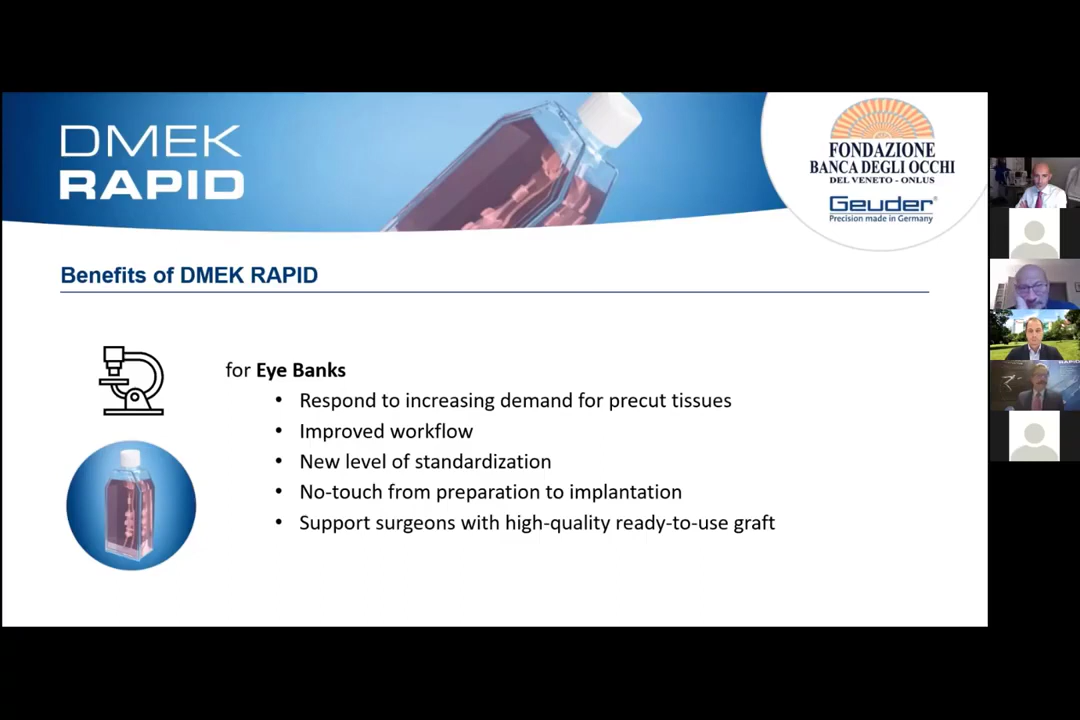 DMEK
RAPID
FONDAZIONE
BANCA DEGLI OCCHI
DEL VENETO - ONLUS
Geuder®
Precision made in Germany
Benefits of DMEK RAPID
for Eye Banks
• Respond to increasing demand for precut tissues
• Improved workflow
• New level of standardization
• No-touch from preparation to implantation
• Support surgeons with high-quality ready-to-use graft